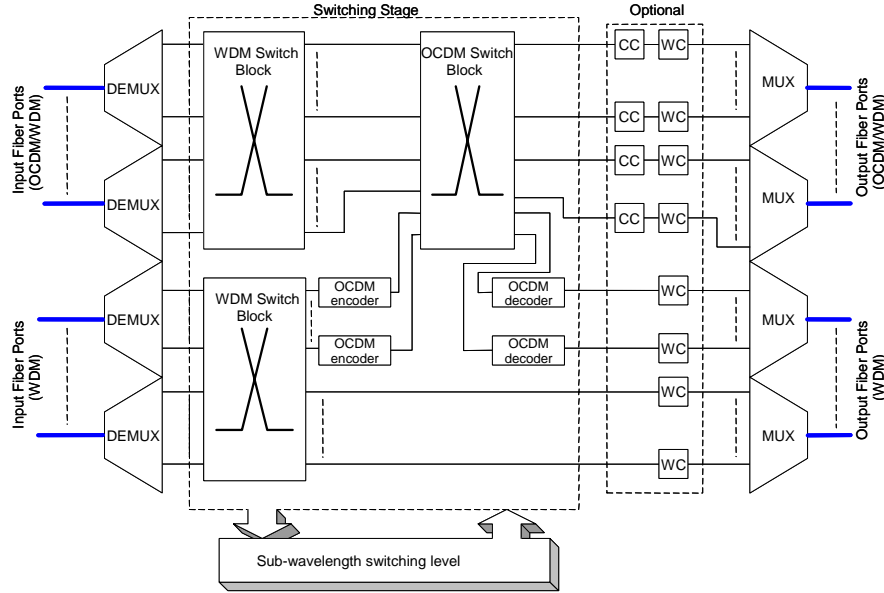 Switching Stage
Optional
WDM Switch
Block
OCDM Switch
Block
CC
WC
DEMUX
MUX
Input Fiber Ports
(OCDM/WDM)
Output Fiber Ports
(OCDM/WDM)
CC
WC
CC
WC
DEMUX
MUX
CC
WC
WDM Switch
Block
OCDM
encoder
OCDM
decoder
WC
DEMUX
MUX
OCDM
encoder
OCDM
decoder
WC
Input Fiber Ports
(WDM)
Output Fiber Ports
(WDM)
WC
DEMUX
MUX
WC
Sub-wavelength switching level